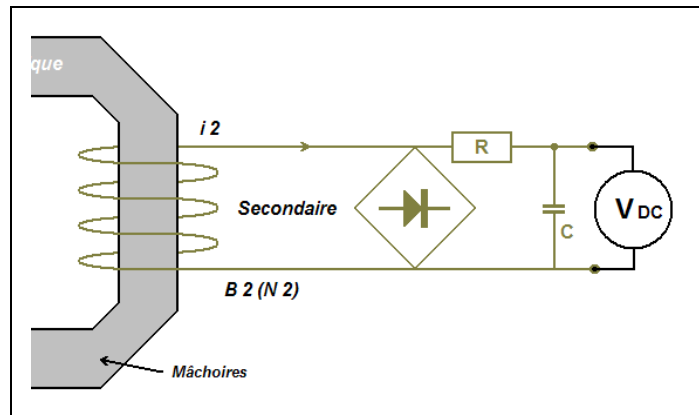 que
i 2
R
Secondaire
V DC
C
B 2 (N 2)
Mâchoires